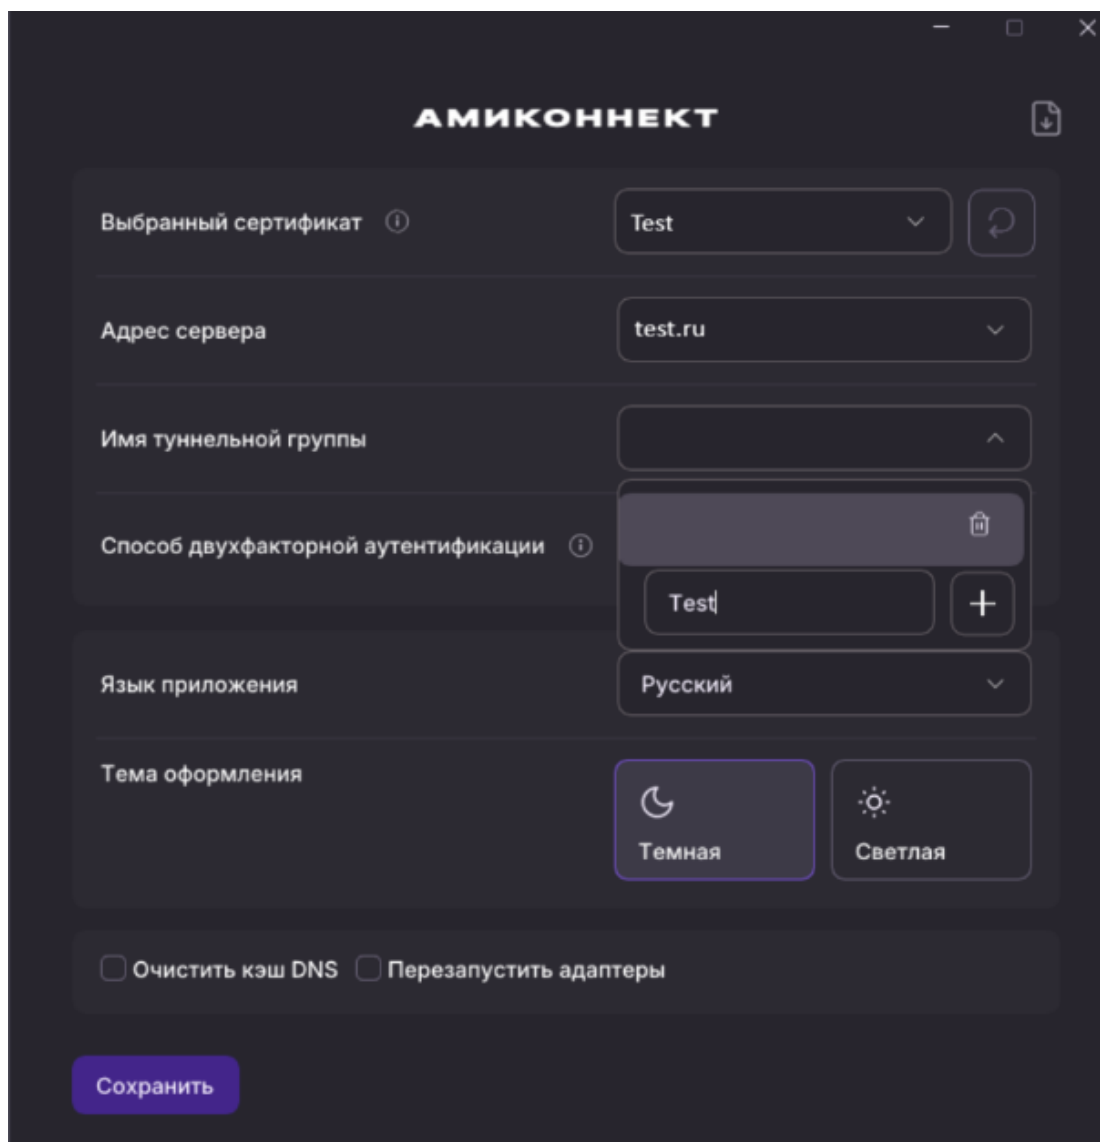 АМИКОННЕКТ
Выбранный сертификат
Test
Адрес сервера
test.ru
Имя туннельной группы
Способ двухфакторной аутентификации
Test
Язык приложения
Русский
Тема оформления
Темная
Светлая
Очистить кэш DNS
Перезапустить адаптеры
Сохранить